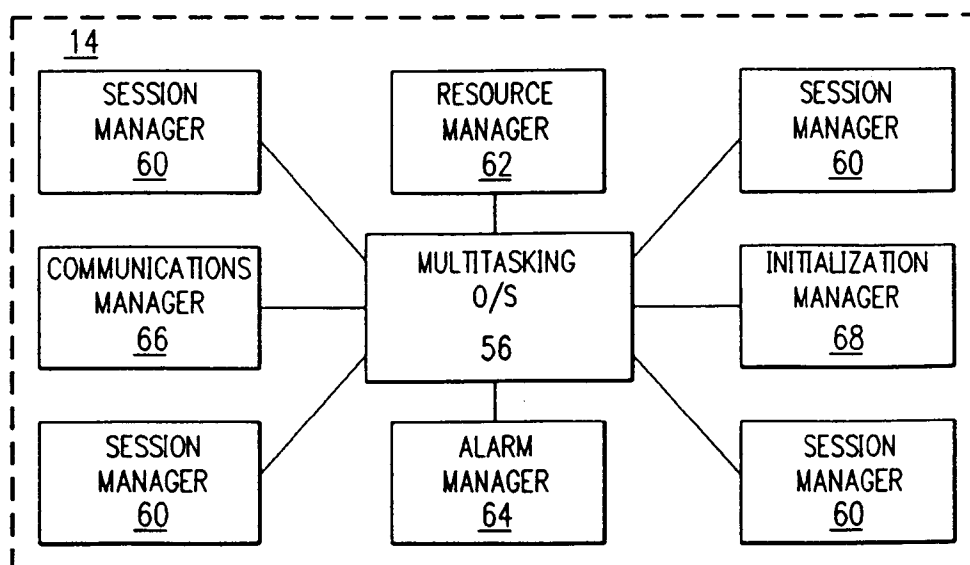 14
SESSION
MANAGER
60
RESOURCE
MANAGER
62
SESSION
MANAGER
60
COMMUNICATIONS
MANAGER
66
MULTITASKING
O/S
56
INITIALIZATION
MANAGER
68
SESSION
MANAGER
60
ALARM
MANAGER
64
SESSION
MANAGER
60